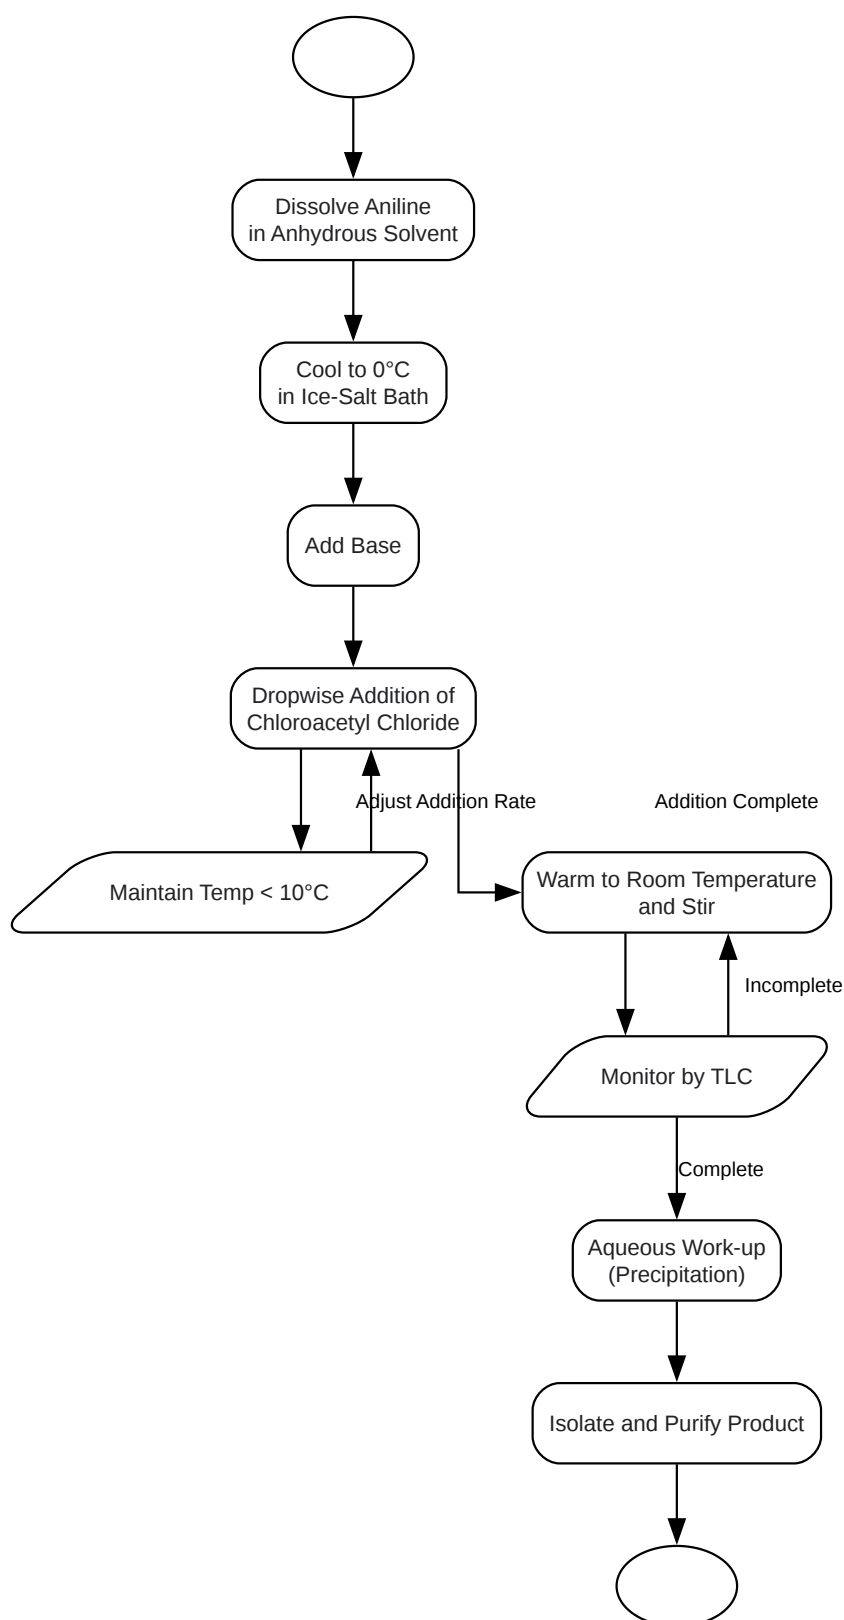 Dissolve Aniline
in Anhydrous Solvent
Cool to 0°C
in Ice-Salt Bath
Add Base
Dropwise Addition of
Chloroacetyl Chloride
Adjust Addition Rate
Addition Complete
Maintain Temp < 10°C
Warm to Room Temperature
and Stir
Incomplete
Monitor by TLC
Complete
Aqueous Work-up
(Precipitation)
Isolate and Purify Product